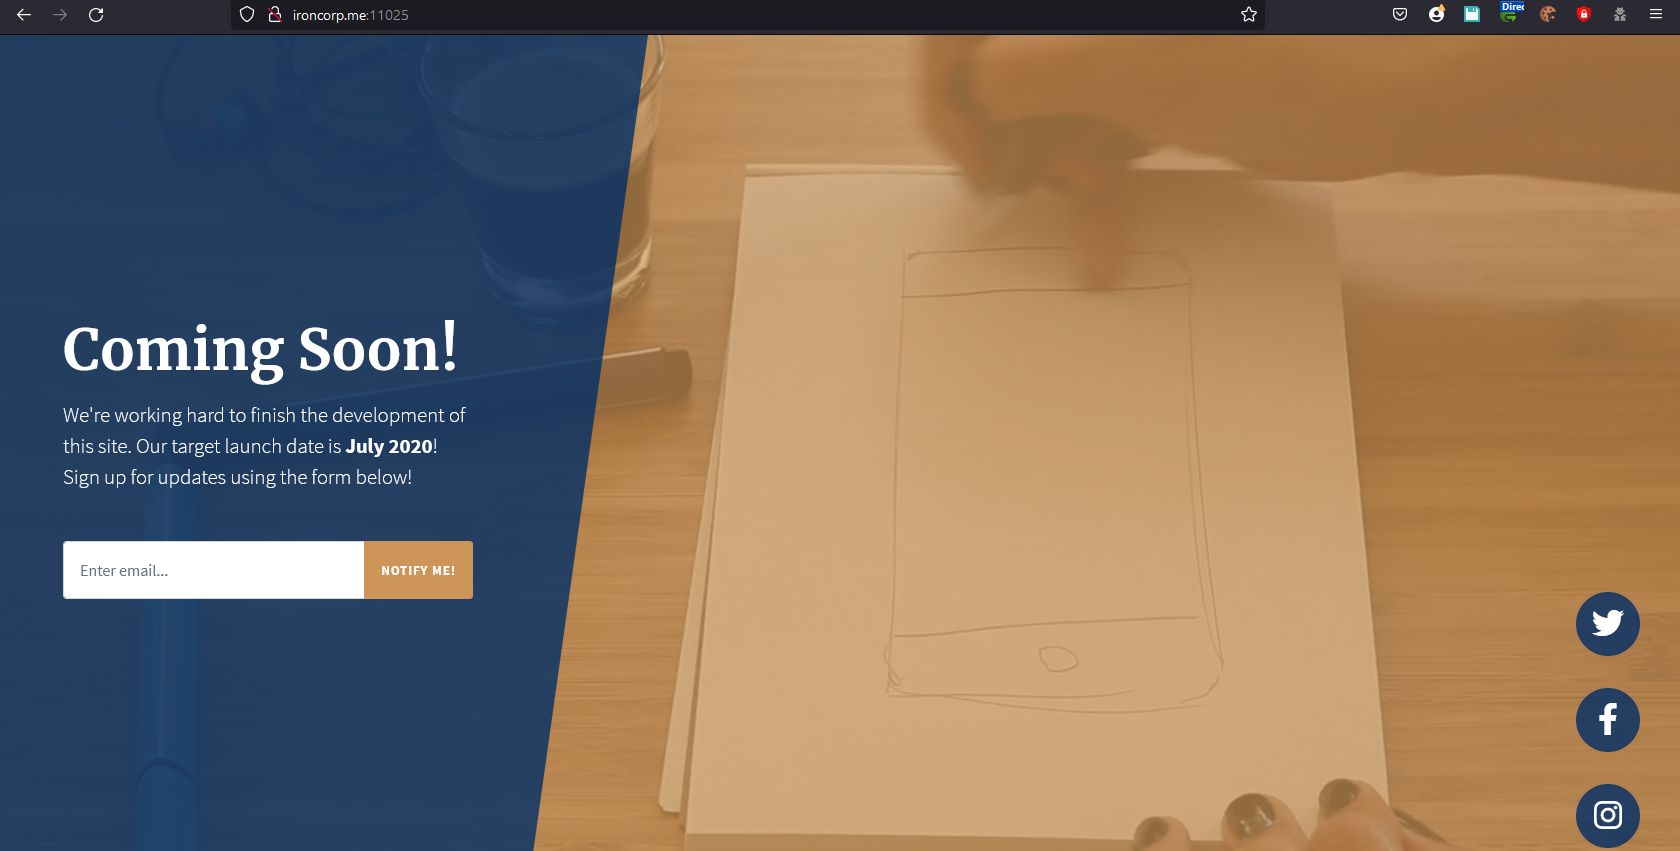 ironcorp.me:11025
Direc
Coming Soon!
We're working hard to finish the development of
this site. Our target launch date is July 2020!
Sign up for updates using the form below!
Enter email...
NOTIFY ME!